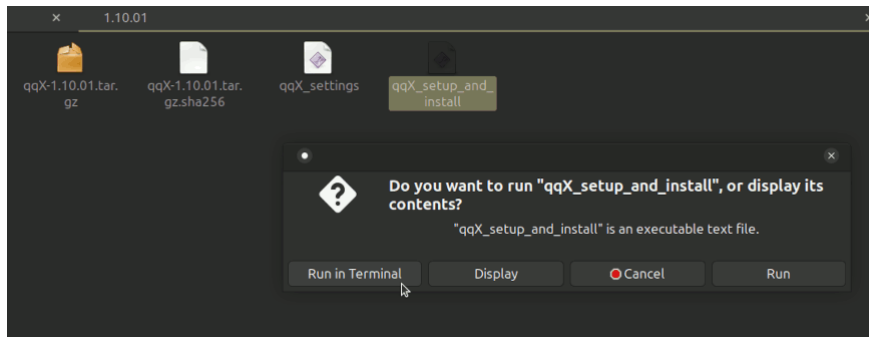 1.10.01
qqX-1.10.01.tar.
gz
qqX-1.10.01.tar.
gz.sha256
qqX_settings
qqX_setup_and_
install
Do you want to run "qqX_setup_and_install", or display its
contents?
"qqX_setup_and_install" is an executable text file.
Run in Terminal
Display
Cancel
Run